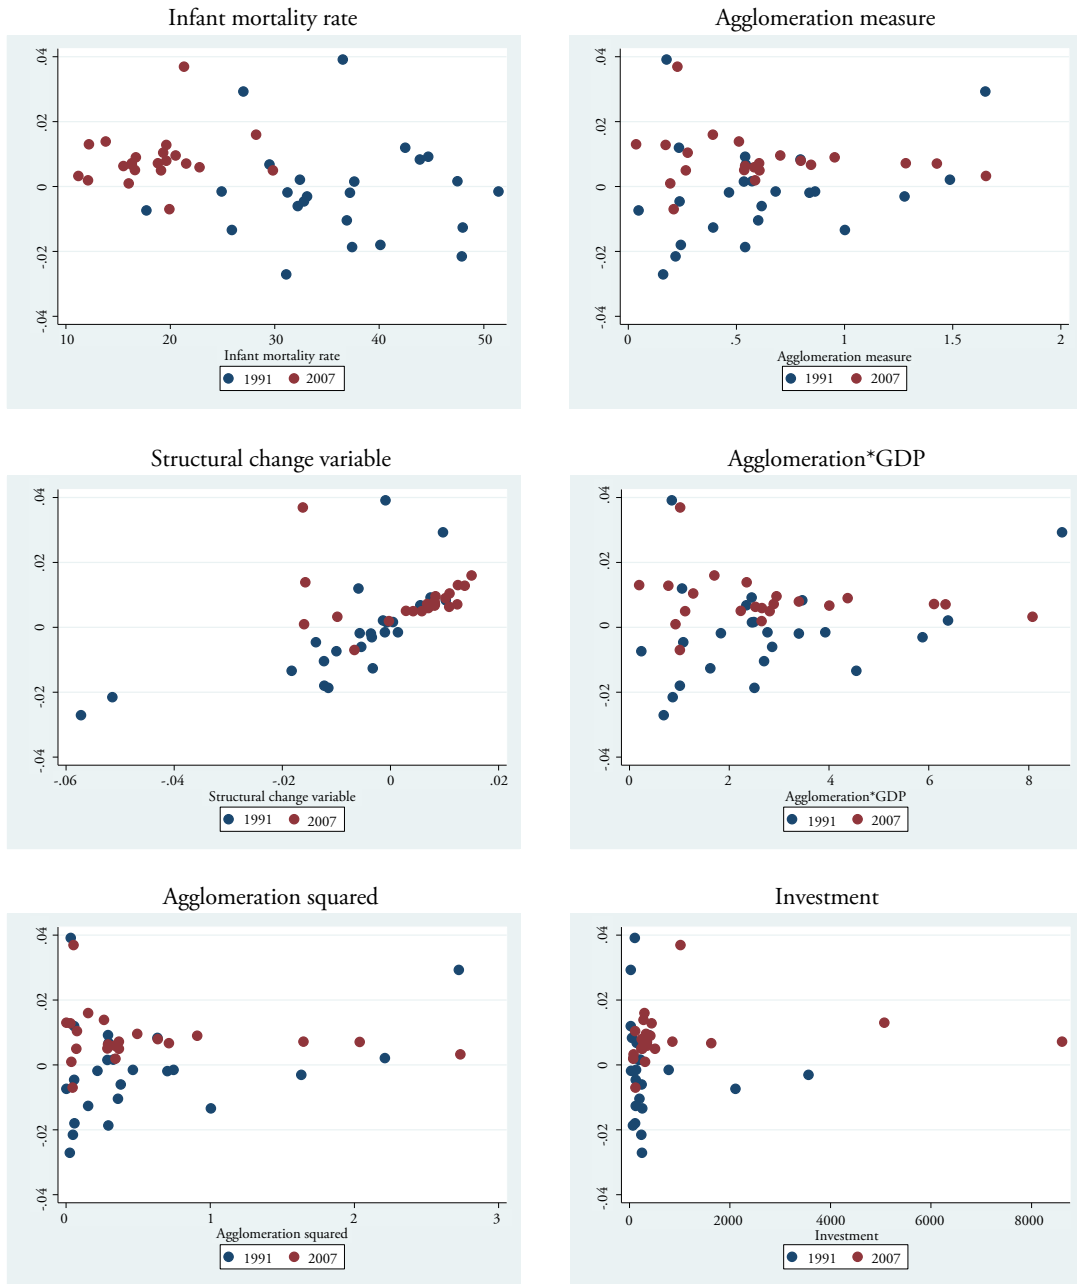 Infant mortality rate
.04
.02
0
-.02
-.04
10 20 30 40 50
Infant mortality rate
1991 2007
Agglomeration measure
.04
.02
0
-.02
-.04
0 .5 1 1.5 2
Agglomeration measure
1991 2007
Structural change variable
.04
.02
0
-.02
-.04
-.06 -.04 -.02 0 .02
Structural change variable
1991 2007
Agglomeration*GDP
.04
.02
0
-.02
-.04
0 2 4 6 8
Agglomeration*GDP
1991 2007
Agglomeration squared
.04
.02
0
-.02
-.04
0 1 2 3
Agglomeration squared
1991 2007
Investment
.04
.02
0
-.02
-.04
0 2000 4000 6000 8000
Investment
1991 2007